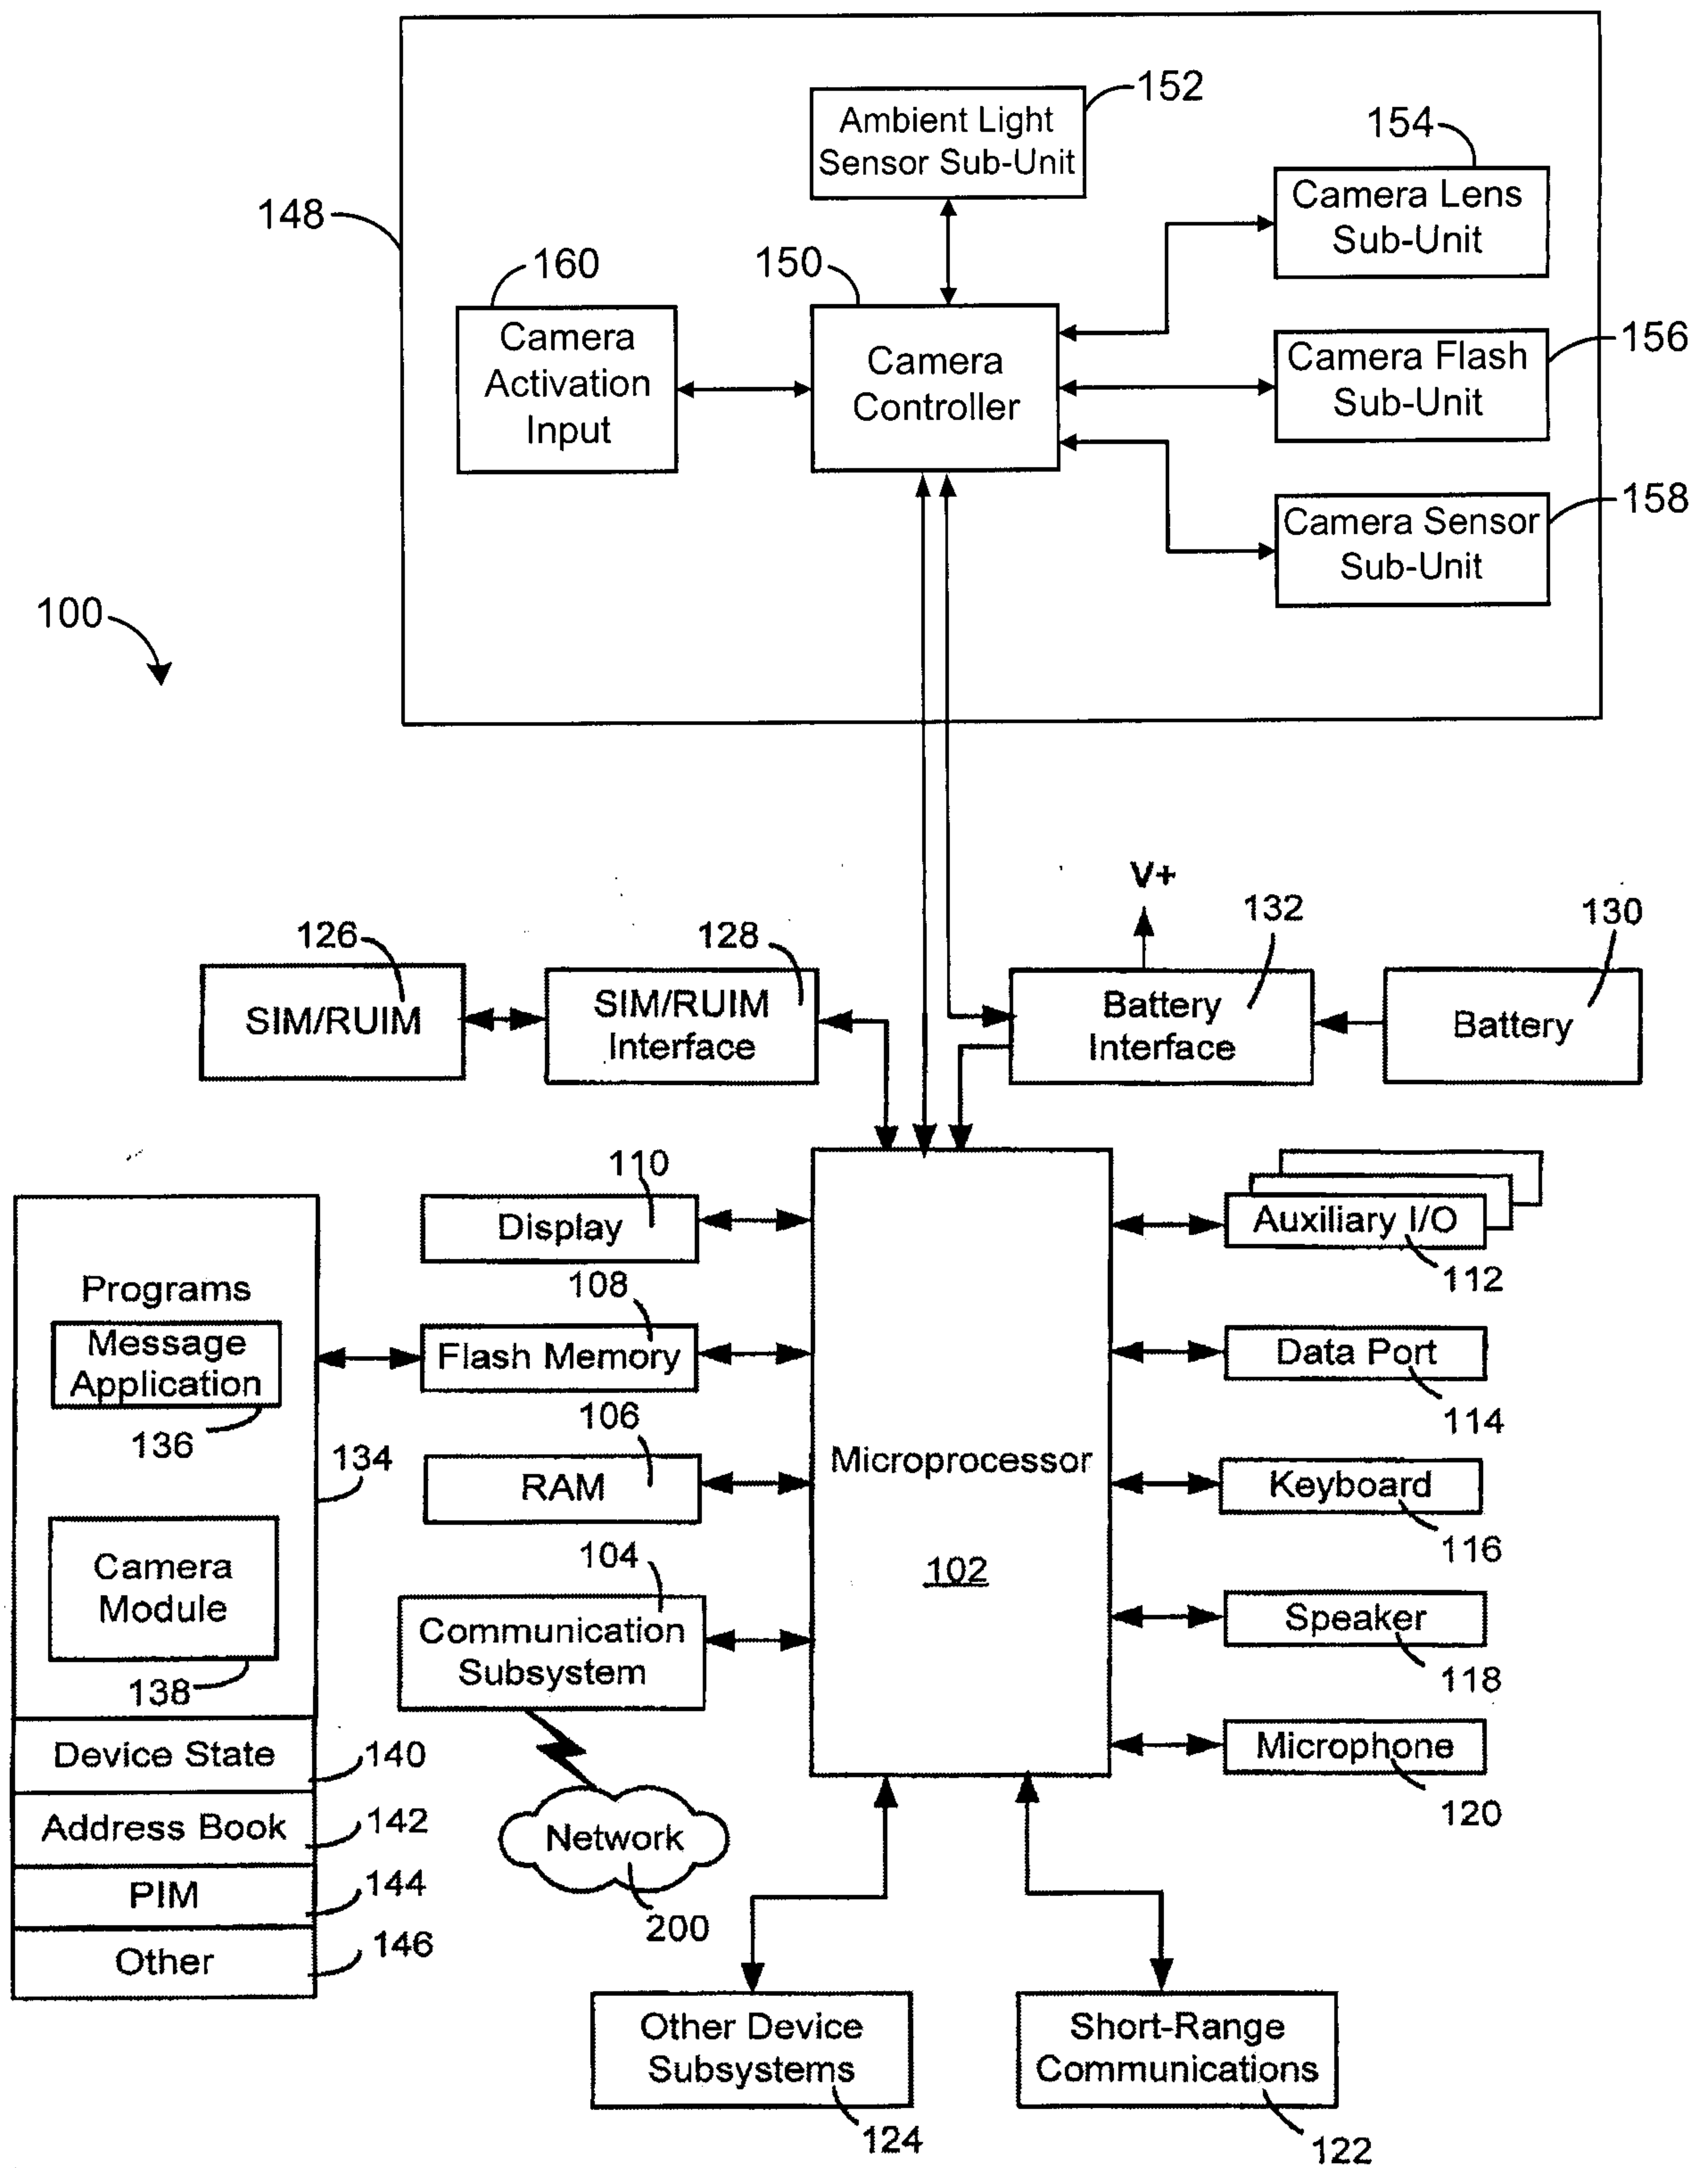 152
Ambient Light
Sensor Sub-Unit
154
Camera Lens
Sub-Unit
148
160
150
Camera
Activation
Input
Camera
Controller
Camera Flash
Sub-Unit
156
Camera Sensor
Sub-Unit
158
100
V+
126
128
132
130
SIM/RUIM
SIM/RUIM
Interface
Battery
Interface
Battery
110
Display
Auxiliary I/O
112
Programs
Message
Application
136
108
Flash Memory
Data Port
114
134
106
RAM
Microprocessor
102
Keyboard
116
Camera
Module
138
104
Communication
Subsystem
Speaker
118
Device State
140
Microphone
120
Address Book
142
Network
200
PIM
144
Other
146
Other Device
Subsystems
124
Short-Range
Communications
122